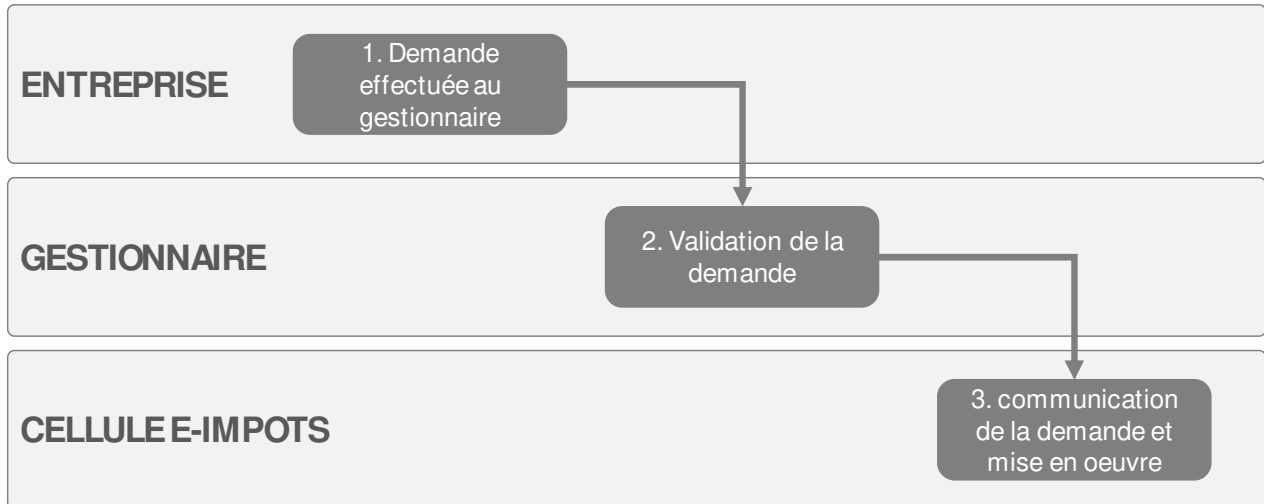 ENTREPRISE
1. Demande
effectuée au
gestionnaire
GESTIONNAIRE
2. Validation de la
demande
CELLULE E-IMPOTS
3. communication
de la demande et
mise en oeuvre